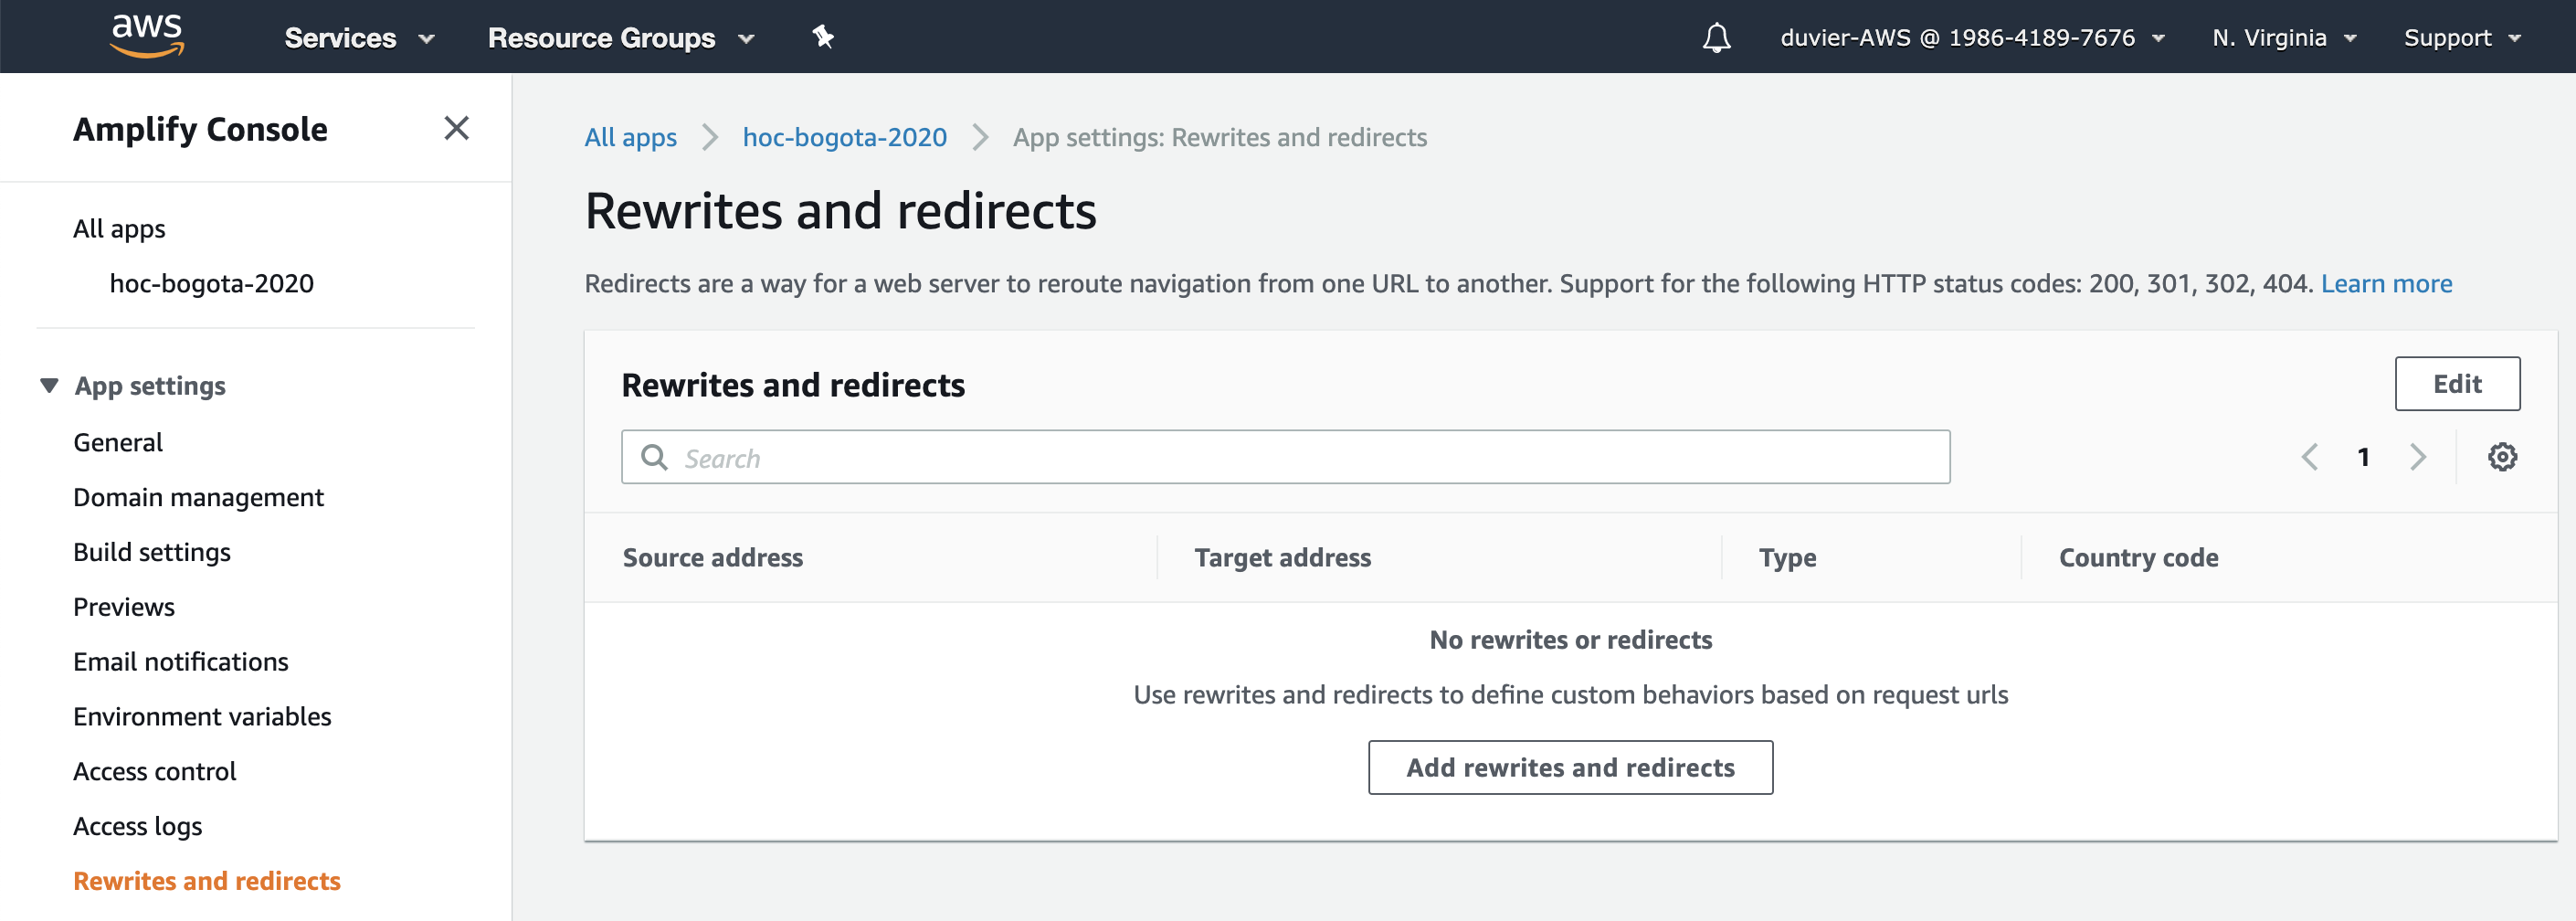 aws Services Resource Groups duvier-AWS @ 1986-4189-7676 N. Virginia Support
Amplify Console
All apps
hoc-bogota-2020
App settings
General
Domain management
Build settings
Previews
Email notifications
Environment variables
Access control
Access logs
Rewrites and redirects
All apps hoc-bogota-2020 App settings: Rewrites and redirects
Rewrites and redirects
Redirects are a way for a web server to reroute navigation from one URL to another. Support for the following HTTP status codes: 200, 301, 302, 404. Learn more
Rewrites and redirects
Edit
Search
1
Source address Target address Type Country code
No rewrites or redirects
Use rewrites and redirects to define custom behaviors based on request urls
Add rewrites and redirects